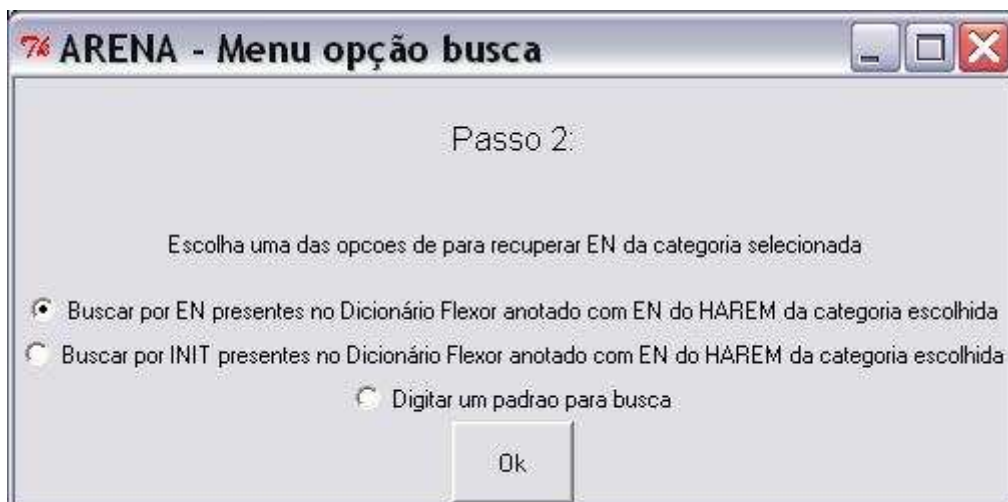 ARENA - Menu opção busca
Passo 2:
Escolha uma das opcoes de para recuperar EN da categoria selecionada
Buscar por EN presentes no Dicionário Flexor anotado com EN do HAREM da categoria escolhida
Buscar por INIT presentes no Dicionário Flexor anotado com EN do HAREM da categoria escolhida
Digitar um padrao para busca
Ok